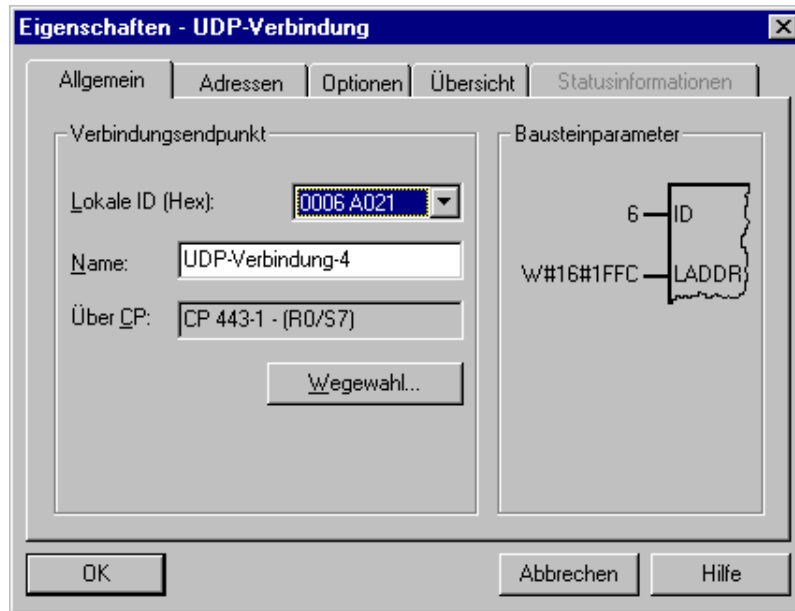 Eigenschaften - UDP-Verbindung
Allgemein Adressen Optionen Übersicht Statusinformationen
Verbindungsendpunkt
Lokale ID (Hex): 0006 A021
Name: UDP-Verbindung-4
Über CP: CP 443-1 - (R0/S7)
Wegewahl...
Bausteinparameter
6 ID
W#16#1FFC LADDR
OK Abbrechen Hilfe